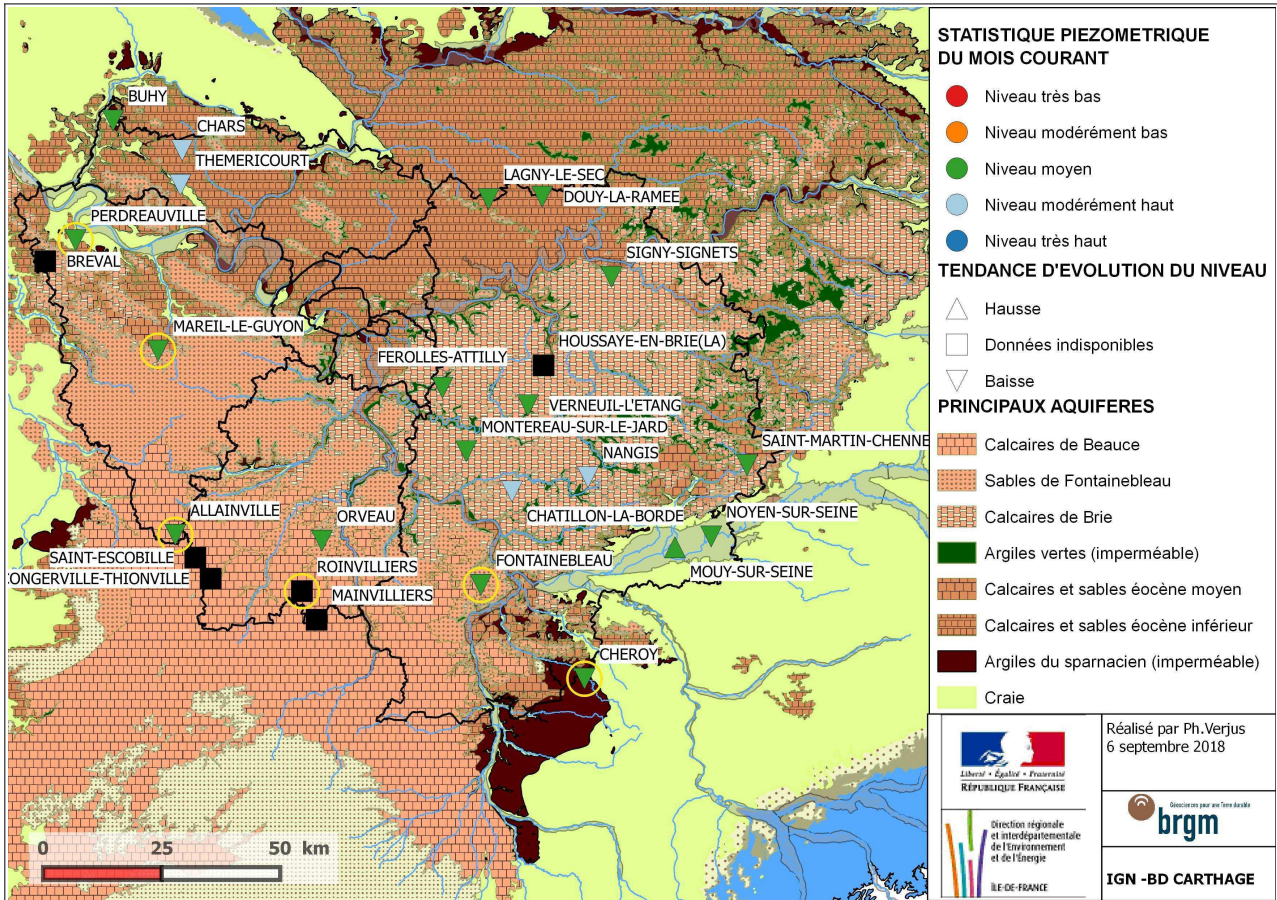 BUHY
CHARS
THEMERICOURT
LAGNY-LE-SEC
DOUY-LA-RAMEE
PERDREAUVILLE
BREVAL
SIGNY-SIGNETS
MAREIL-LE-GUYON
HOUSSAYE-EN-BRIE(LA)
FEROLLES-ATTILLY
VERNEUIL-L'ETANG
MONTEREAU-SUR-LE-JARD
NANGIS
SAINT-MARTIN-CHENNE
ALLAINVILLE
ORVEAU
CHATILLON-LA-BORDE
NOYEN-SUR-SEINE
SAINT-ESCOBILLE
ROINVILLIERS
FONTAINEBLEAU
MOUY-SUR-SEINE
ONGERVILLE-THIONVILLE
MAINVILLIERS
CHEROY
0 25 50 km
STATISTIQUE PIEZOMETRIQUE
DU MOIS COURANT
Niveau très bas
Niveau modérément bas
Niveau moyen
Niveau modérément haut
Niveau très haut
TENDANCE D'EVOLUTION DU NIVEAU
Hausse
Données indisponibles
Baisse
PRINCIPAUX AQUIFERES
Calcaires de Beauce
Sables de Fontainebleau
Calcaires de Brie
Argiles vertes (imperméable)
Calcaires et sables éocène moyen
Calcaires et sables éocène inférieur
Argiles du sparnacien (imperméable)
Craie
Liberté • Égalité • Fraternité
RÉPUBLIQUE FRANÇAISE
Réalisé par Ph.Verjus
6 septembre 2018
Direction régionale
et interdépartementale
de l'Environnement
et de l'Énergie
ÎLE-DE-FRANCE
Géosciences pour une Terre durable
brgm
IGN -BD CARTHAGE